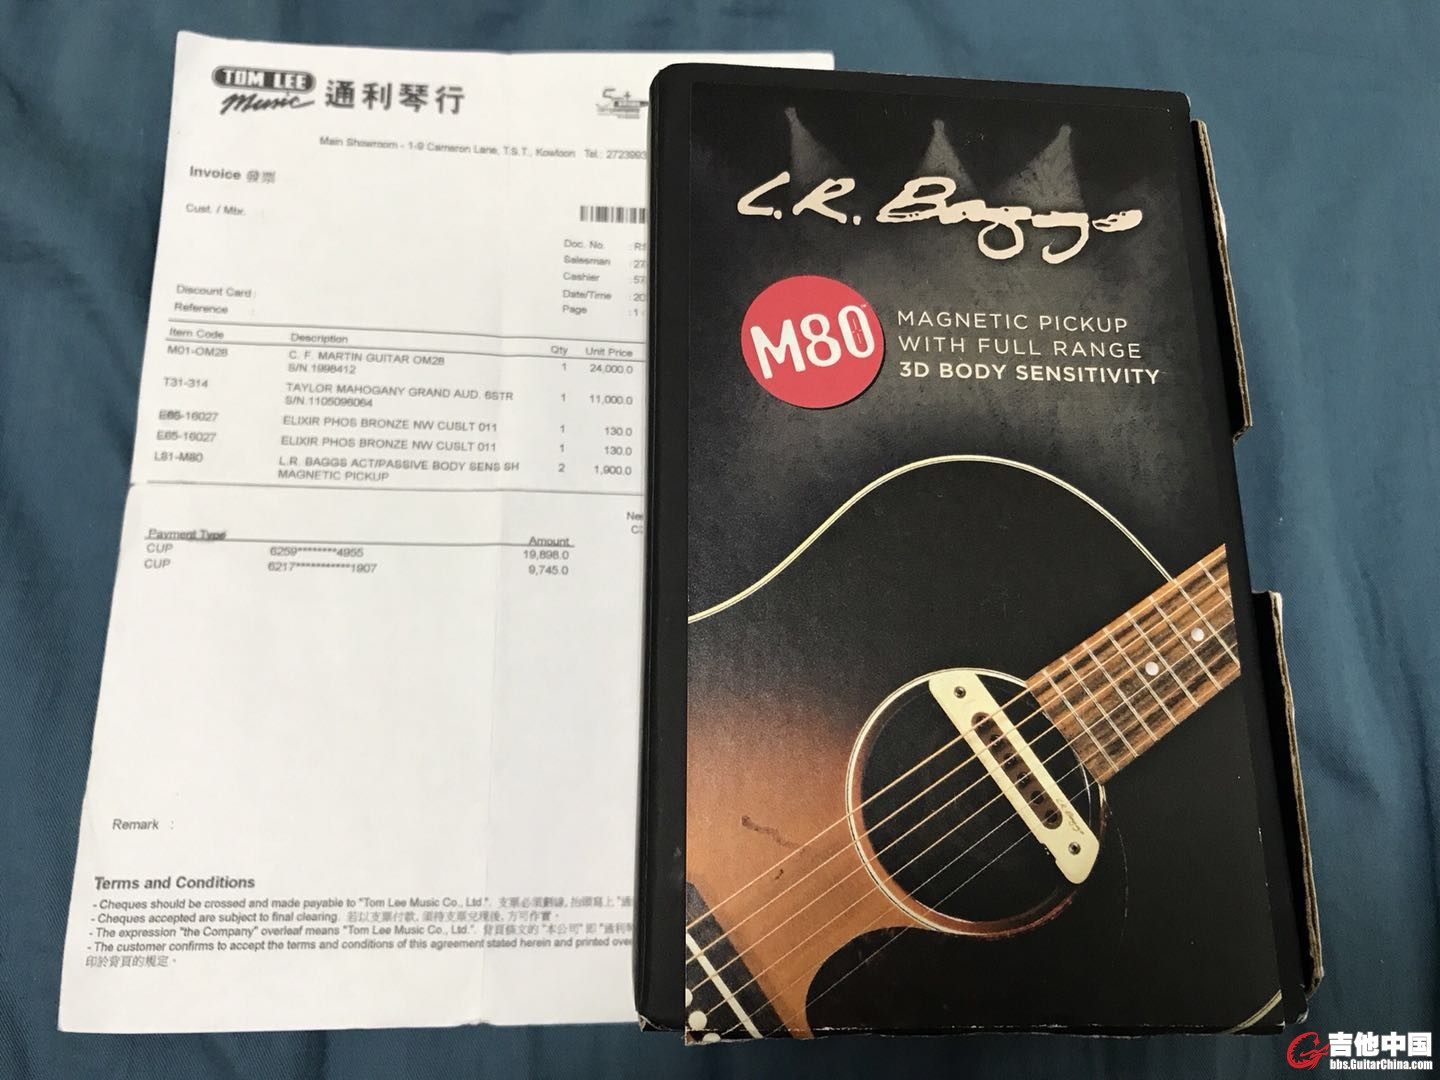 TOM LEE
Music 通利琴行
Main Showroom - 1-9 Cameron Lane, T.S.T., Kowloon Tel.: 2723993
Invoice 發票
Cust. / Mbr.
Doc. No. : RS
Salesman : 27
Cashier : 57
Discount Card :
Date/Time : 20
Reference :
Page : 1
Item Code Description Qty Unit Price
M01-OM28 C. F. MARTIN GUITAR OM28 1 24,000.0
S/N.1998412
T31-314 TAYLOR MAHOGANY GRAND AUD. 6STR 1 11,000.0
S/N.1105096064
E65-16027 ELIXIR PHOS BRONZE NW CUSLT 011 1 130.0
E65-16027 ELIXIR PHOS BRONZE NW CUSLT 011 1 130.0
L81-M80 L.R. BAGGS ACT/PASSIVE BODY SENS SH 2 1,900.0
MAGNETIC PICKUP
Payment Type Amount
CUP 6259********4955 19,898.0
CUP 6217***********1907 9,745.0
Remark :
Terms and Conditions
- Cheques should be crossed and made payable to "Tom Lee Music Co., Ltd.". 支票必須劃線, 抬頭寫上 "通
- Cheques accepted are subject to final clearing. 若以支票付款, 須待支票兌現後, 方可作實。
- The expression "the Company" overleaf means "Tom Lee Music Co., Ltd.". 背頁條文的 "本公司" 即 "通利
- The customer confirms to accept the terms and conditions of this agreement stated herein and printed over
印於背頁的規定。
L.R. Baggs
M80
MAGNETIC PICKUP
WITH FULL RANGE
3D BODY SENSITIVITY
吉他中国
bbs.GuitarChina.com